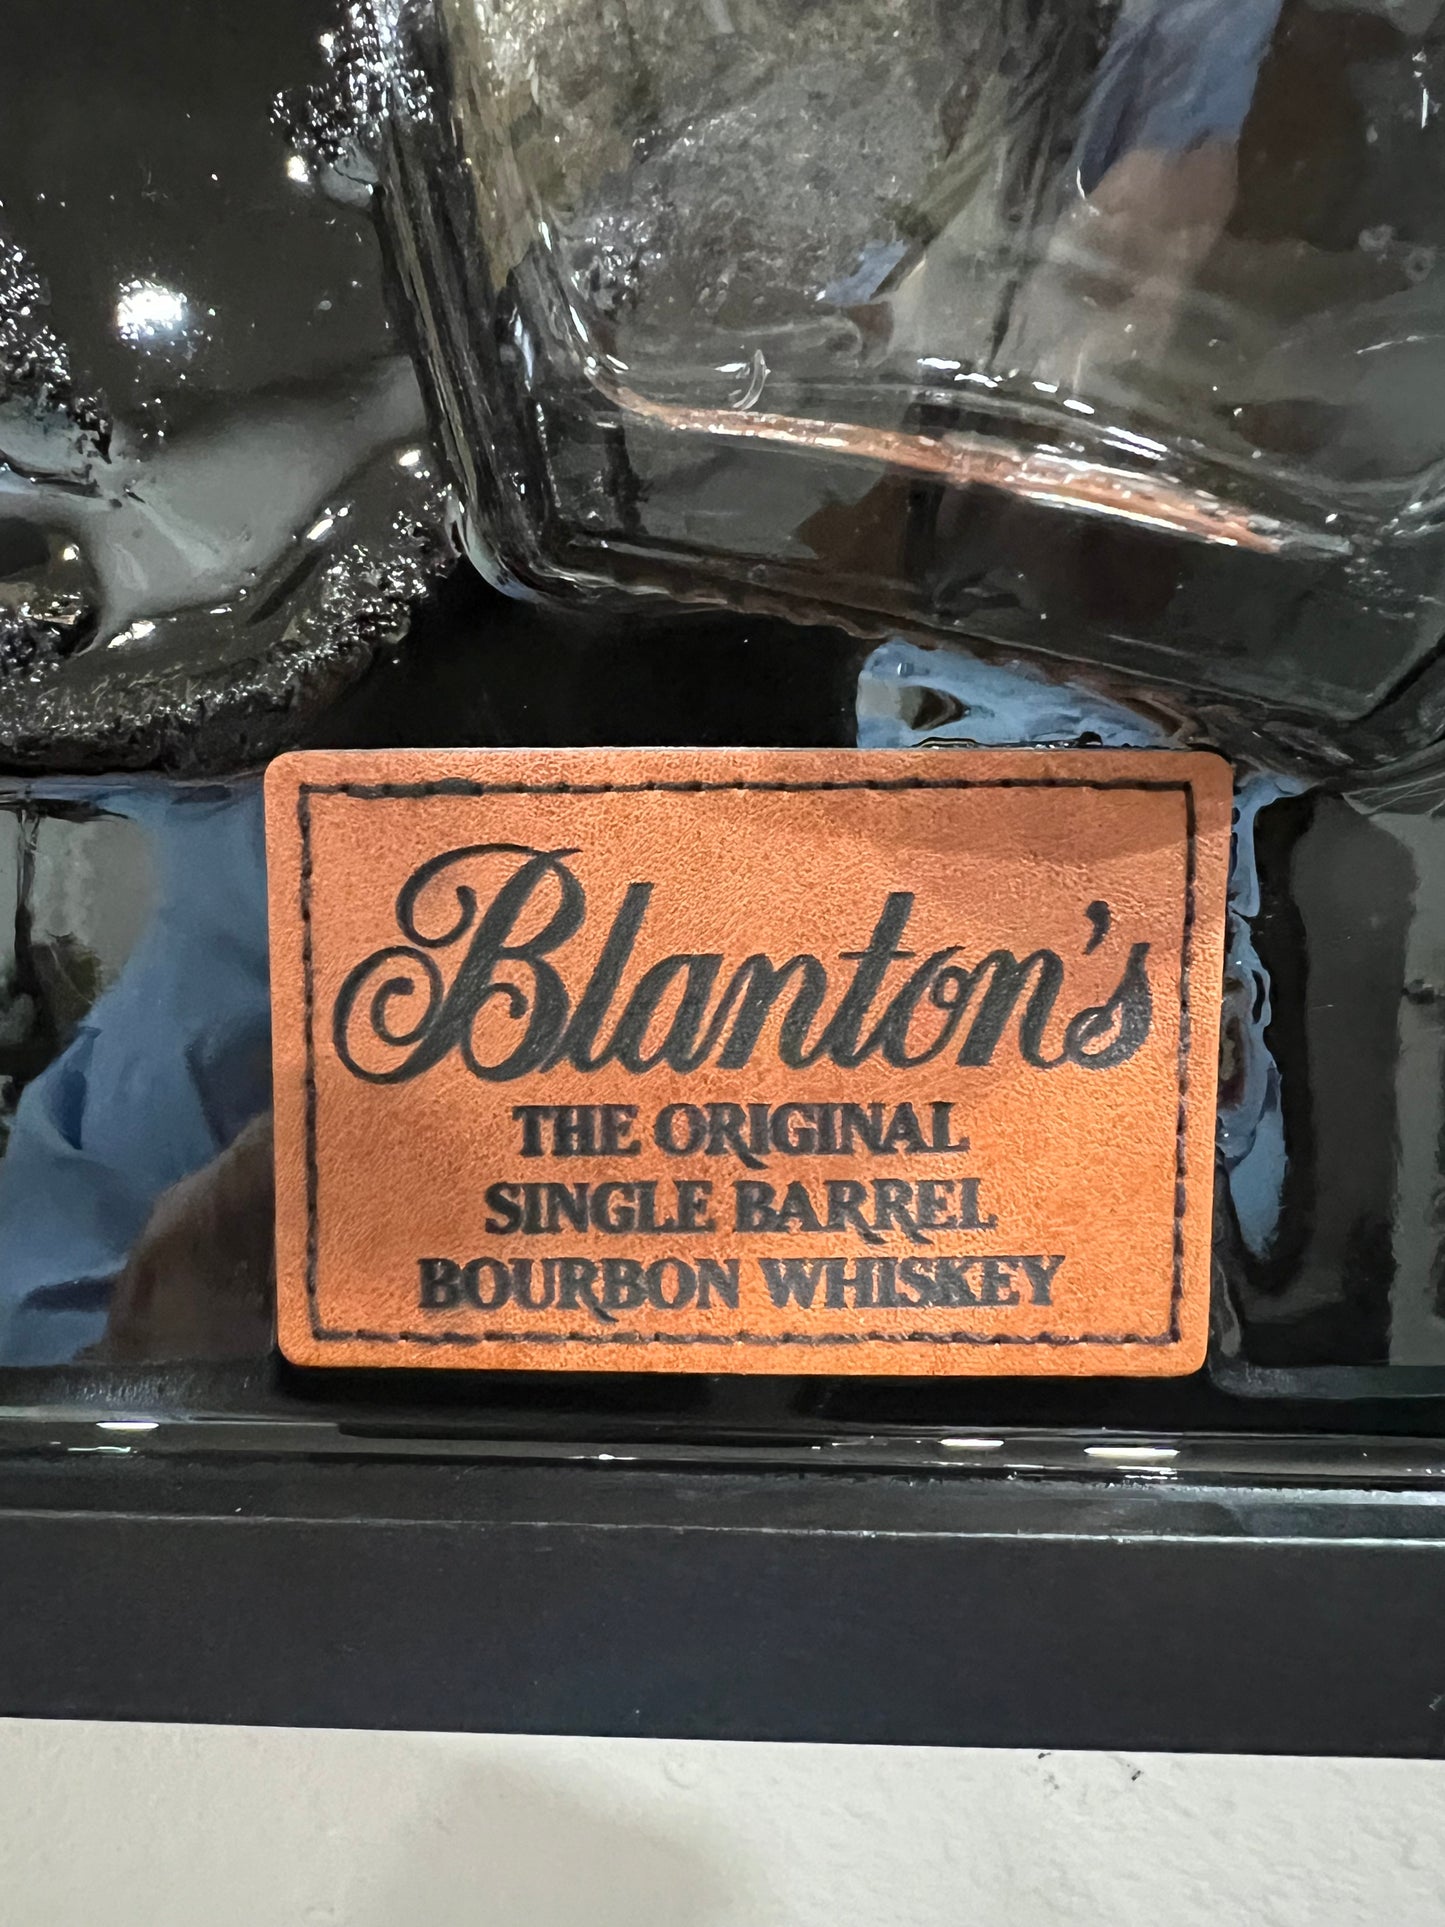 Blanton's
THE ORIGINAL
SINGLE BARREL
BOURBON WHISKEY